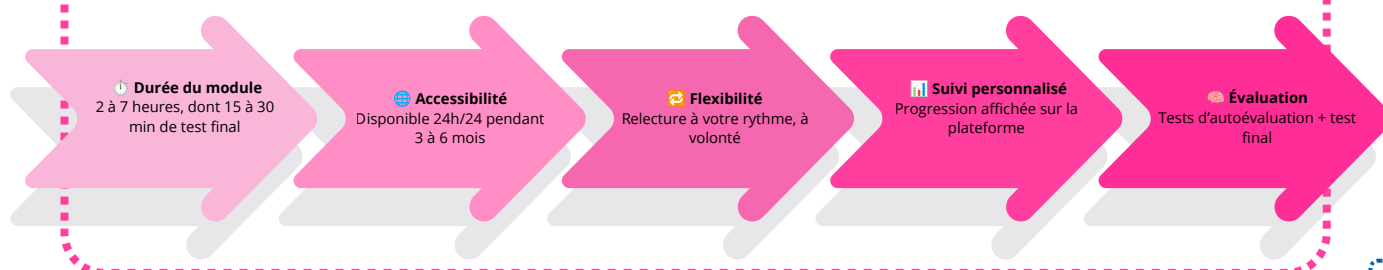 ⏱️ Durée du module
2 à 7 heures, dont 15 à 30
min de test final
🌐 Accessibilité
Disponible 24h/24 pendant
3 à 6 mois
🔁 Flexibilité
Relecture à votre rythme, à
volonté
📊 Suivi personnalisé
Progression affichée sur la
plateforme
🧠 Évaluation
Tests d’autoévaluation + test
final